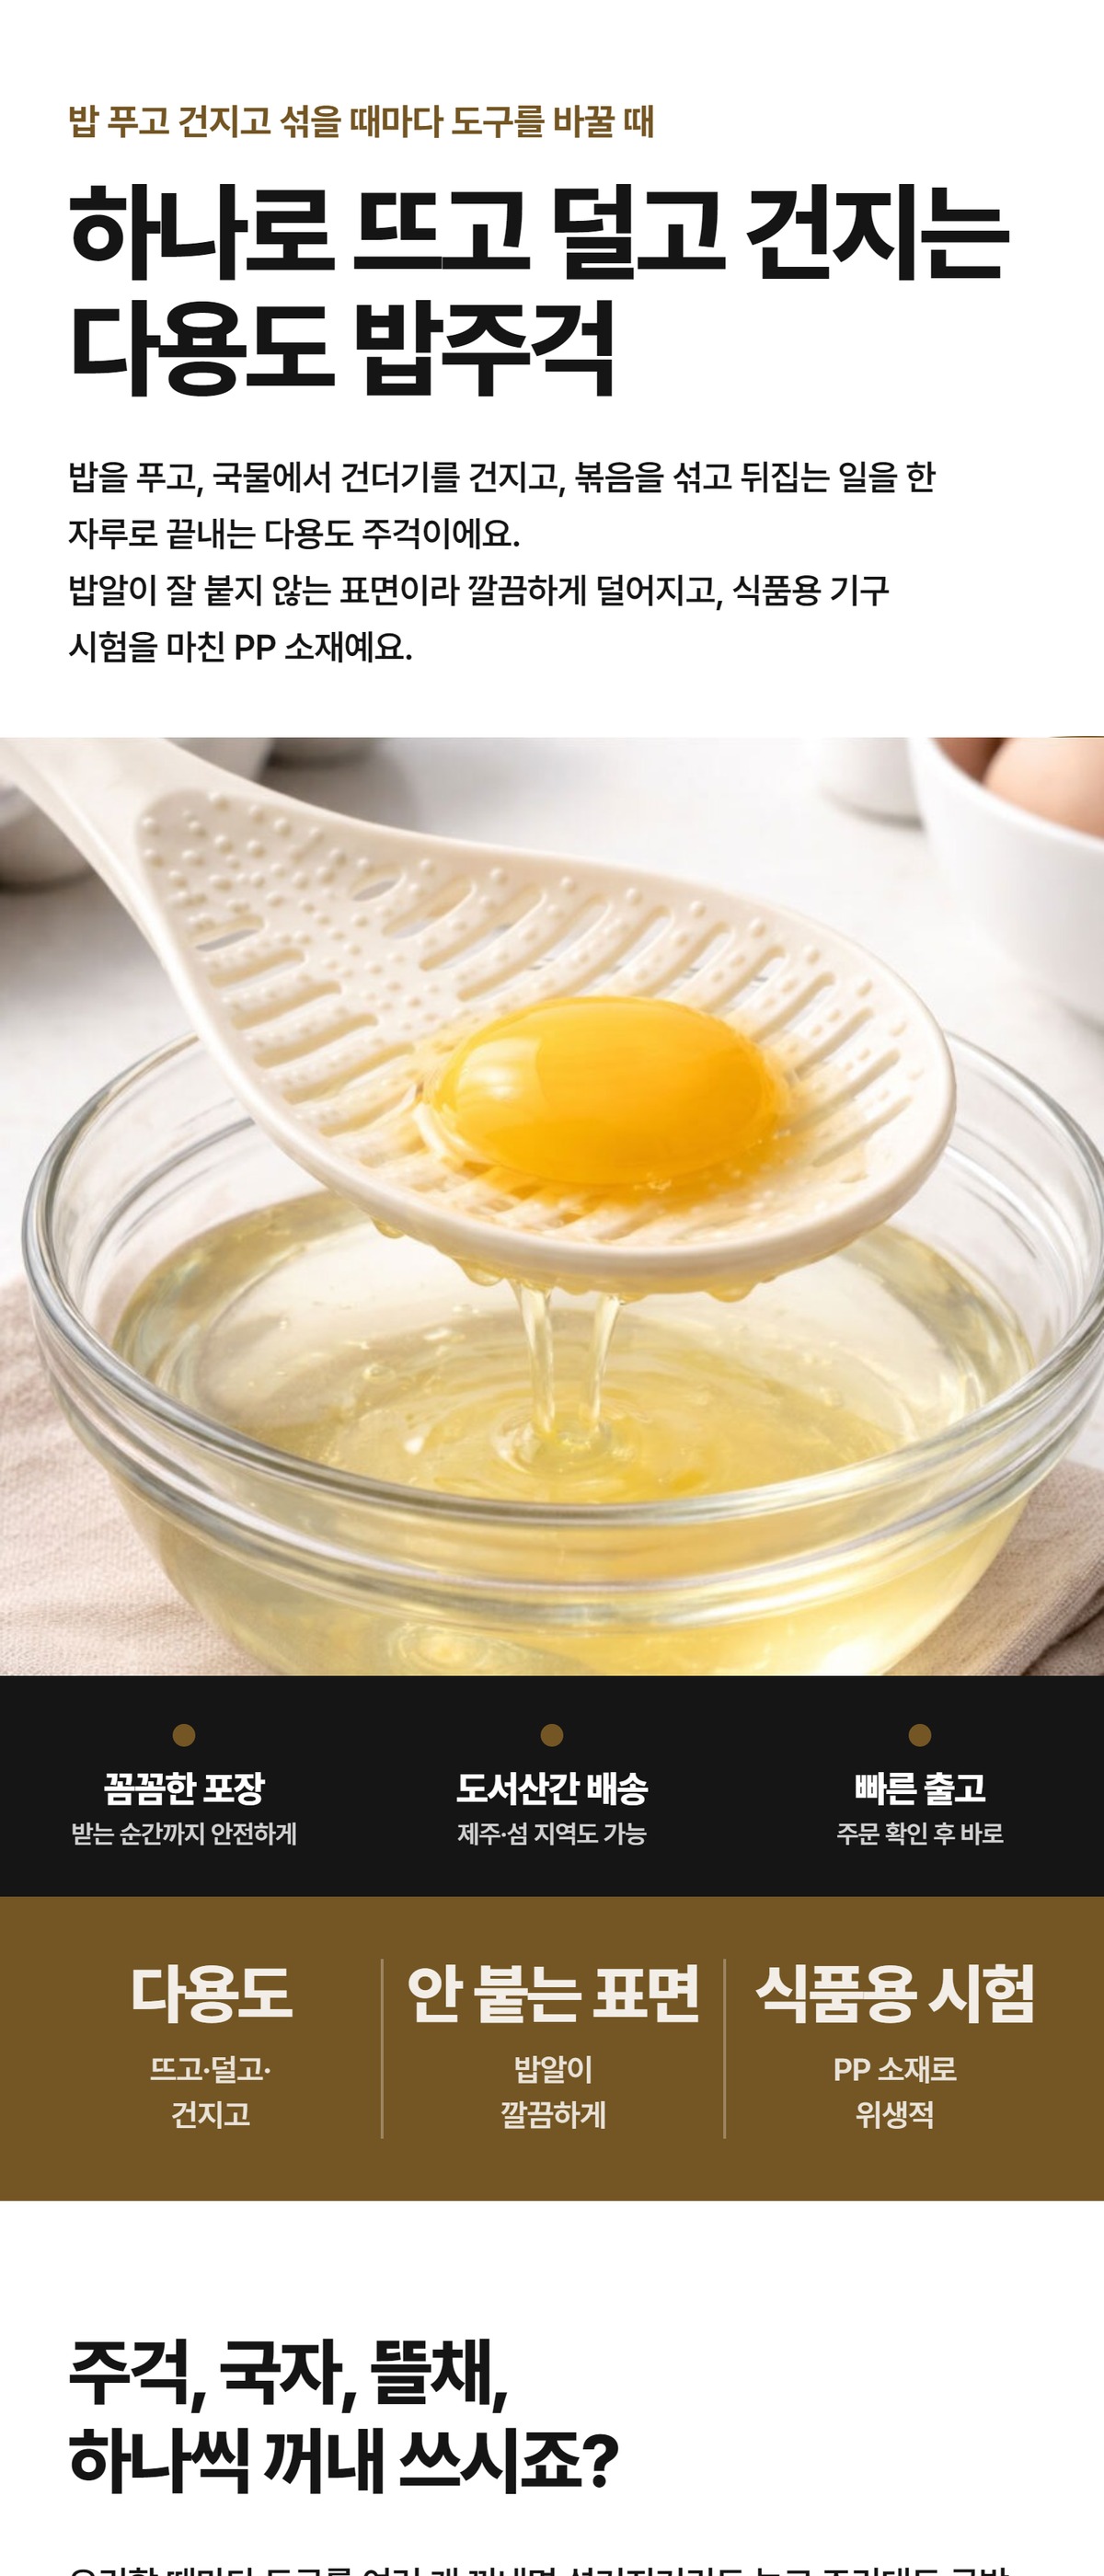 밥 푸고 건지고 섞을 때마다 도구를 바꿀 때
하나로 뜨고 덜고 건지는
다용도 밥주걱
밥을 푸고, 국물에서 건더기를 건지고, 볶음을 섞고 뒤집는 일을 한
자루로 끝내는 다용도 주걱이에요.
밥알이 잘 붙지 않는 표면이라 깔끔하게 덜어지고, 식품용 기구
시험을 마친 PP 소재예요.
꼼꼼한 포장
받는 순간까지 안전하게
도서산간 배송
제주·섬 지역도 가능
빠른 출고
주문 확인 후 바로
다용도
뜨고·덜고·
건지고
안 붙는 표면
밥알이
깔끔하게
식품용 시험
PP 소재로
위생적
주걱, 국자, 뜰채,
하나씩 꺼내 쓰시죠?